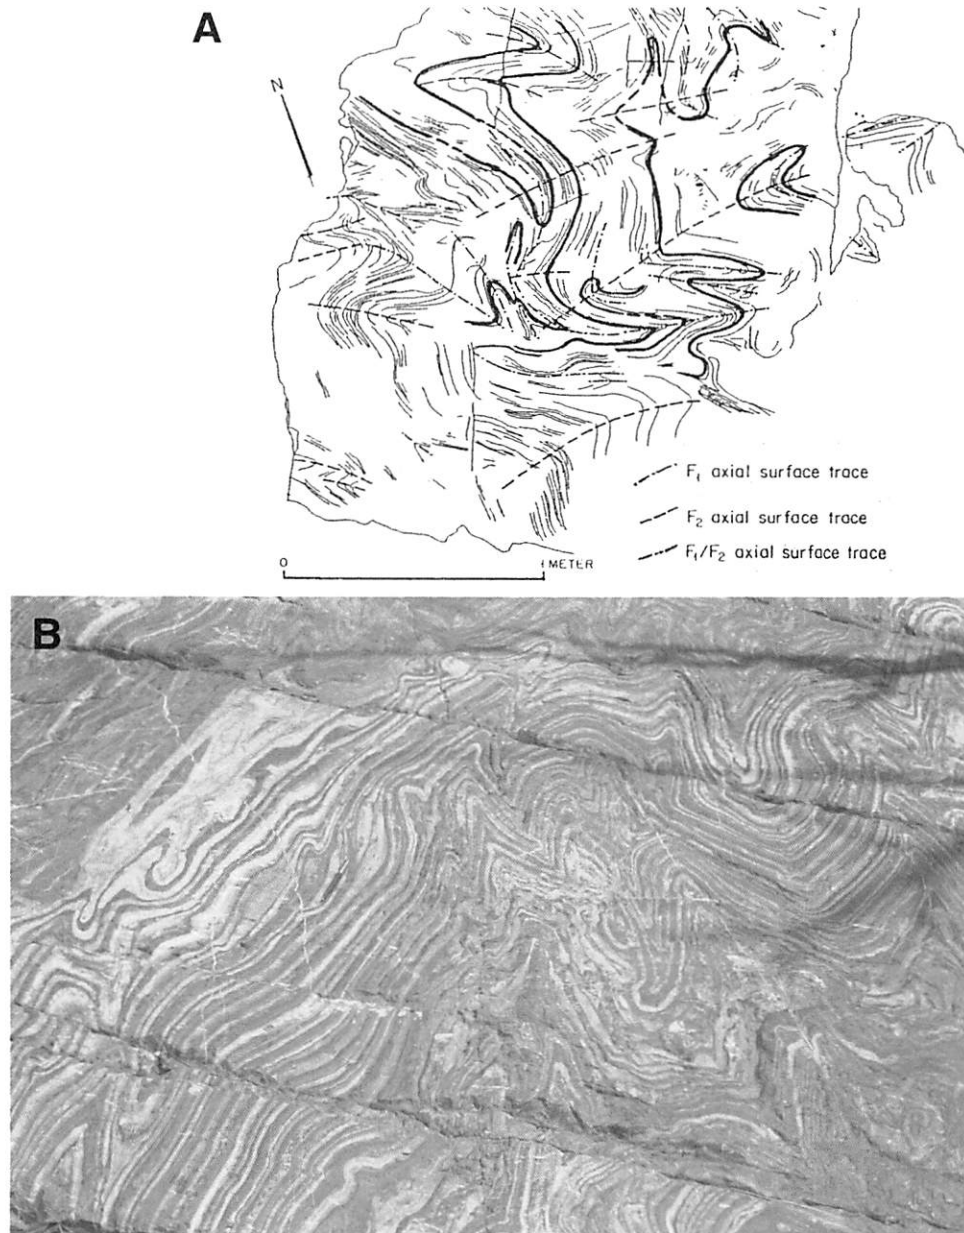 A
N
F₁ axial surface trace
F₂ axial surface trace
F₁/F₂ axial surface trace
0 1 METER
B